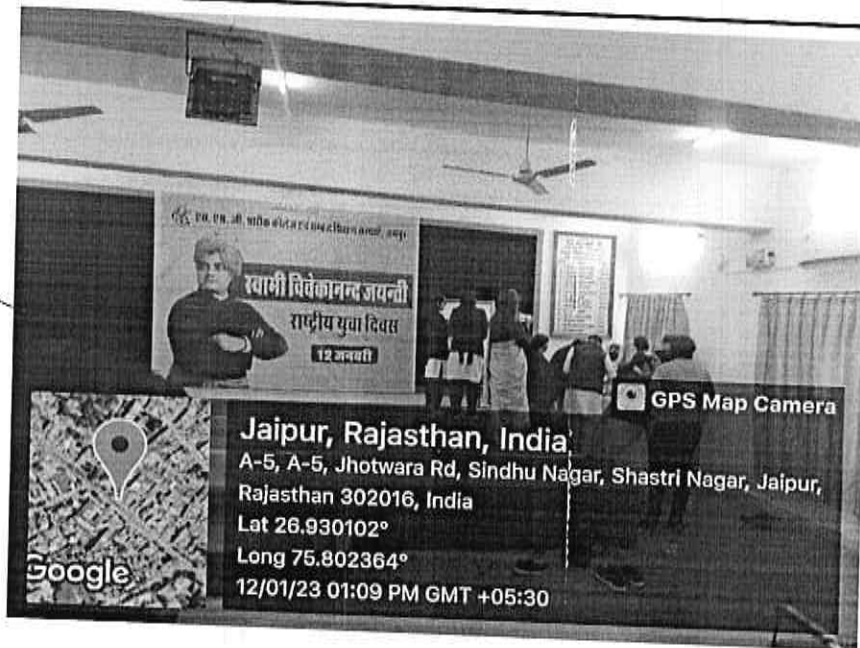 स्वामी विवेकानन्द जयन्ती
राष्ट्रीय युवा दिवस
12 जनवरी
GPS Map Camera
Jaipur, Rajasthan, India
A-5, A-5, Jhotwara Rd, Sindhu Nagar, Shastri Nagar, Jaipur,
Rajasthan 302016, India
Lat 26.930102°
Long 75.802364°
12/01/23 01:09 PM GMT +05:30
Google